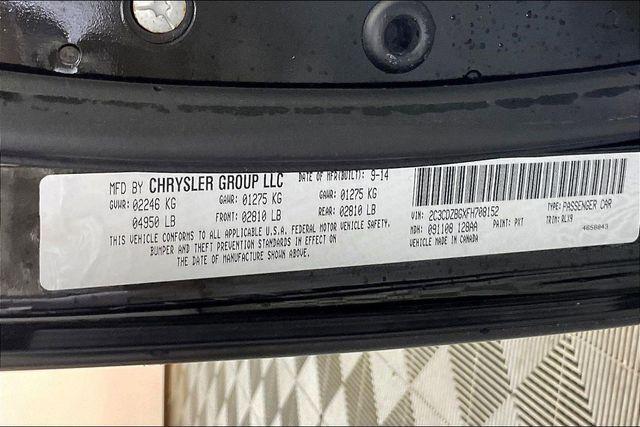 MFD BY CHRYSLER GROUP LLC DATE OF MFR(BUILT): 9-14
GVWR: 02246 KG GAWR: 01275 KG GAWR: 01275 KG
04950 LB FRONT: 02810 LB REAR: 02810 LB
THIS VEHICLE CONFORMS TO ALL APPLICABLE U.S.A. FEDERAL MOTOR VEHICLE SAFETY,
BUMPER AND THEFT PREVENTION STANDARDS IN EFFECT ON
THE DATE OF MANUFACTURE SHOWN ABOVE.
VIN: 2C3CDZBGXFH708152 TYPE: PASSENGER CAR
MDH: 091108 128AA PAINT: PXT TRIM: RLX9
VEHICLE MADE IN CANADA 4658043